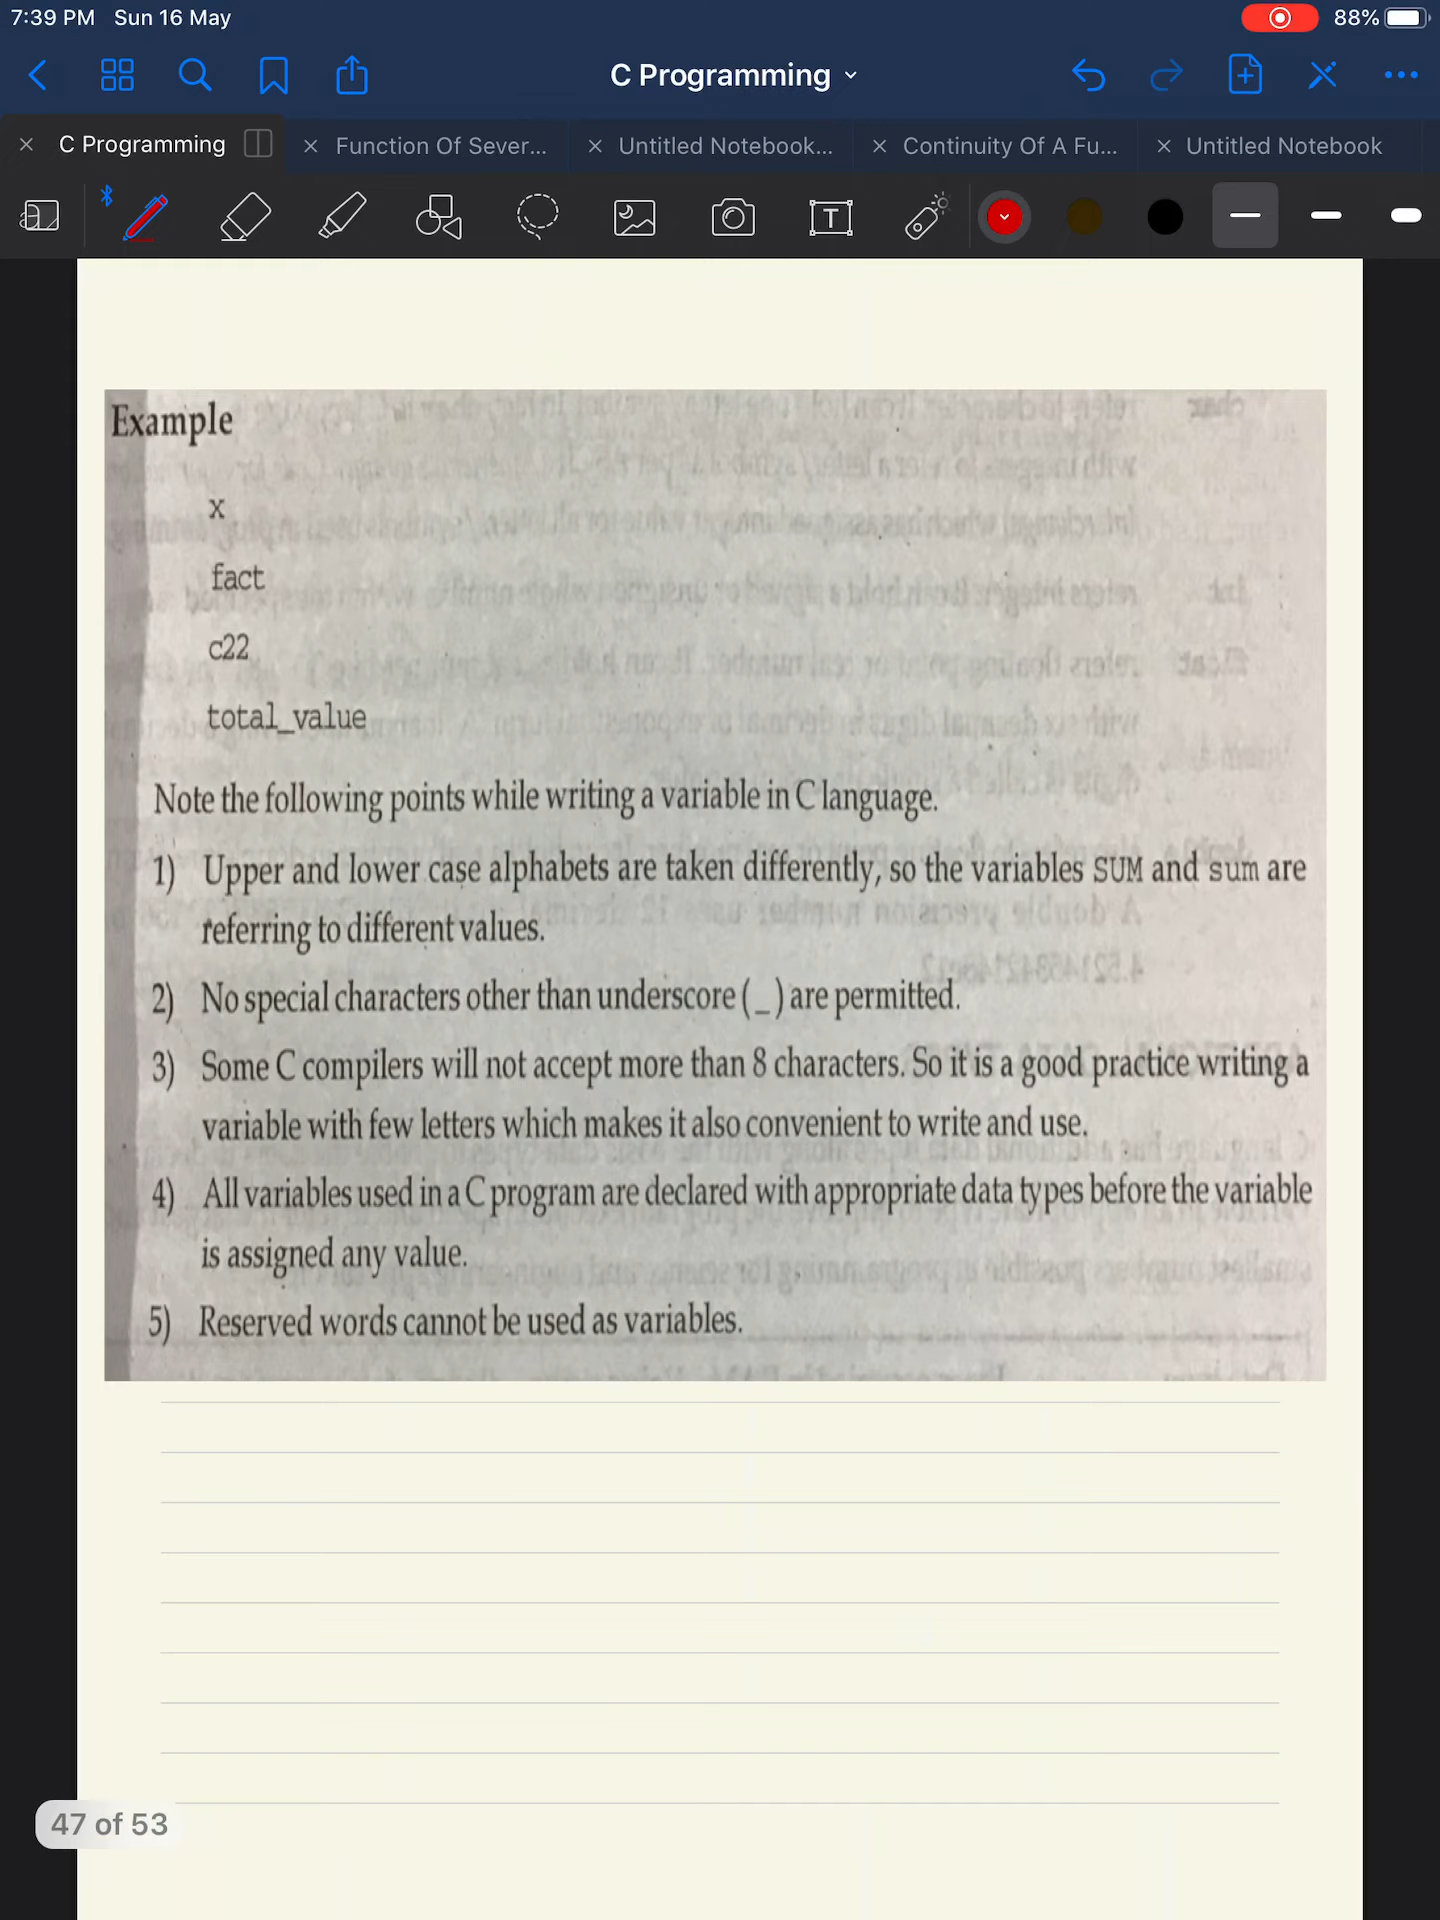 7:39 PM Sun 16 May 88%
C Programming
C Programming Function Of Sever... Untitled Notebook... Continuity Of A Fu... Untitled Notebook
Example
x
fact
c22
total_value
Note the following points while writing a variable in C language.
1) Upper and lower case alphabets are taken differently, so the variables SUM and sum are
referring to different values.
2) No special characters other than underscore ( _ ) are permitted.
3) Some C compilers will not accept more than 8 characters. So it is a good practice writing a
variable with few letters which makes it also convenient to write and use.
4) All variables used in a C program are declared with appropriate data types before the variable
is assigned any value.
5) Reserved words cannot be used as variables.
47 of 53